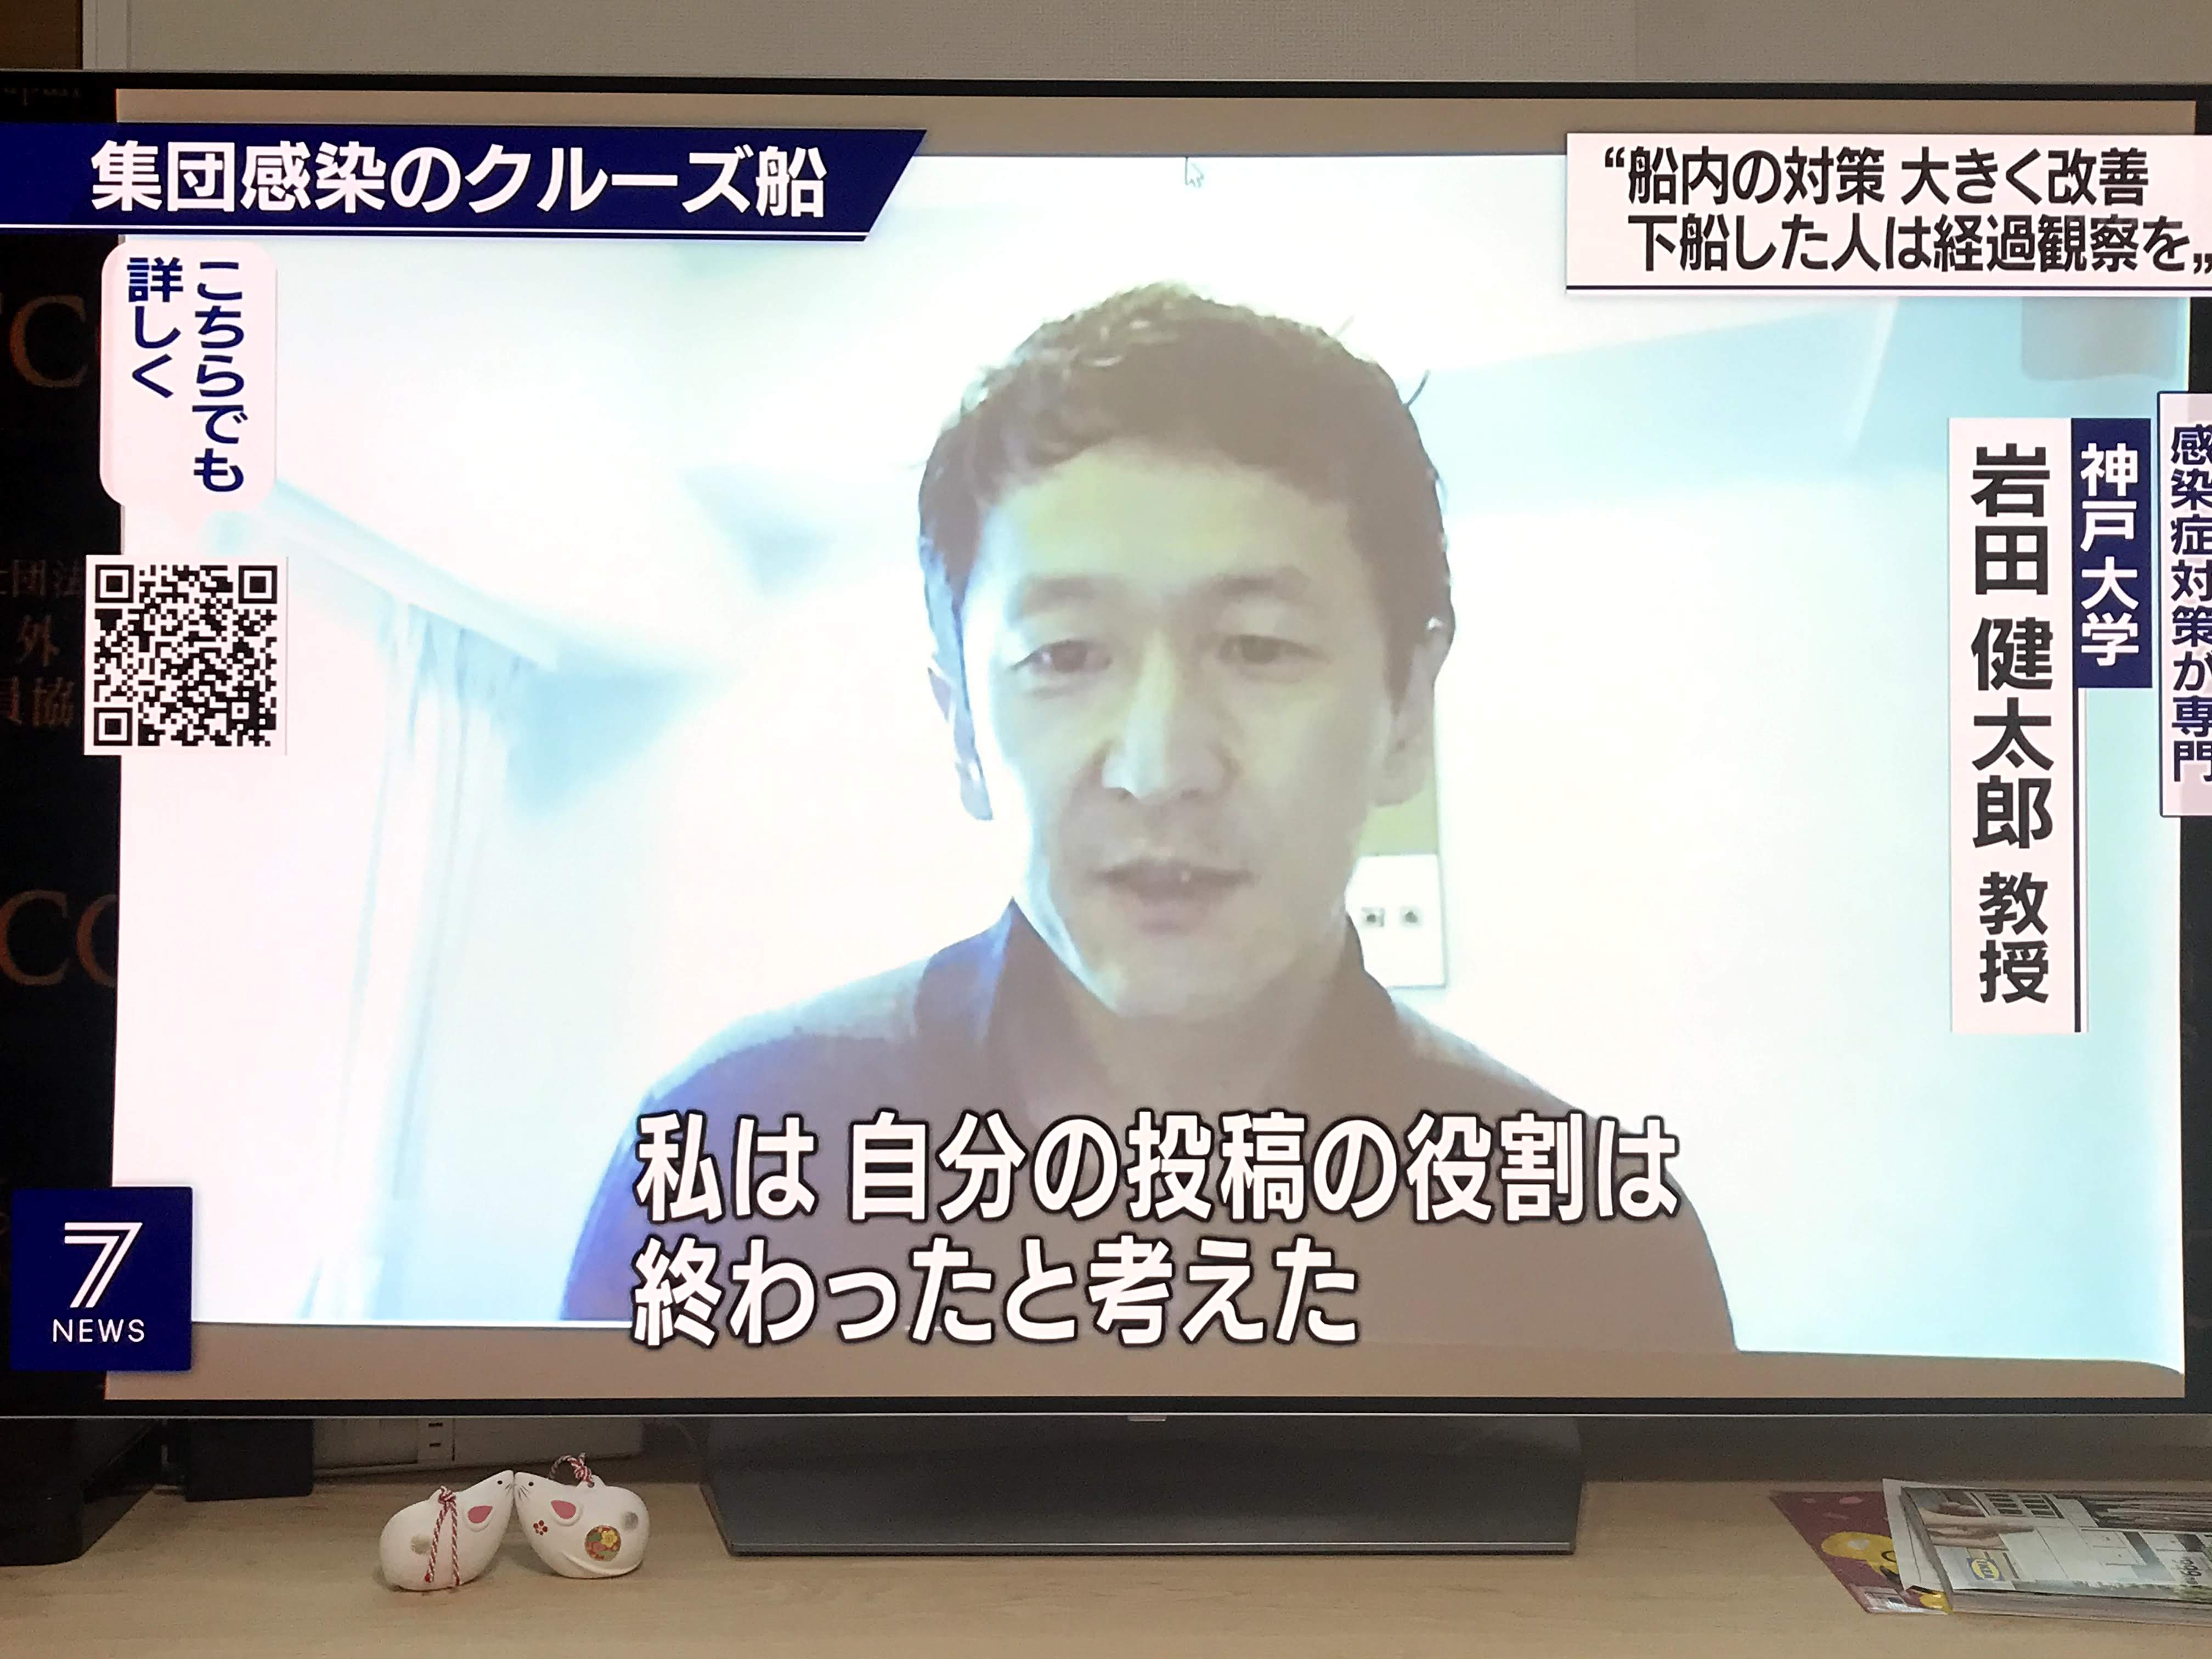 集団感染のクルーズ船
“船内の対策 大きく改善
下船した人は経過観察を„
こちらでも
詳しく
感染症対策が専門
神戸大学
岩田 健太郎 教授
私は 自分の投稿の役割は
終わったと考えた
7
NEWS
外
員協